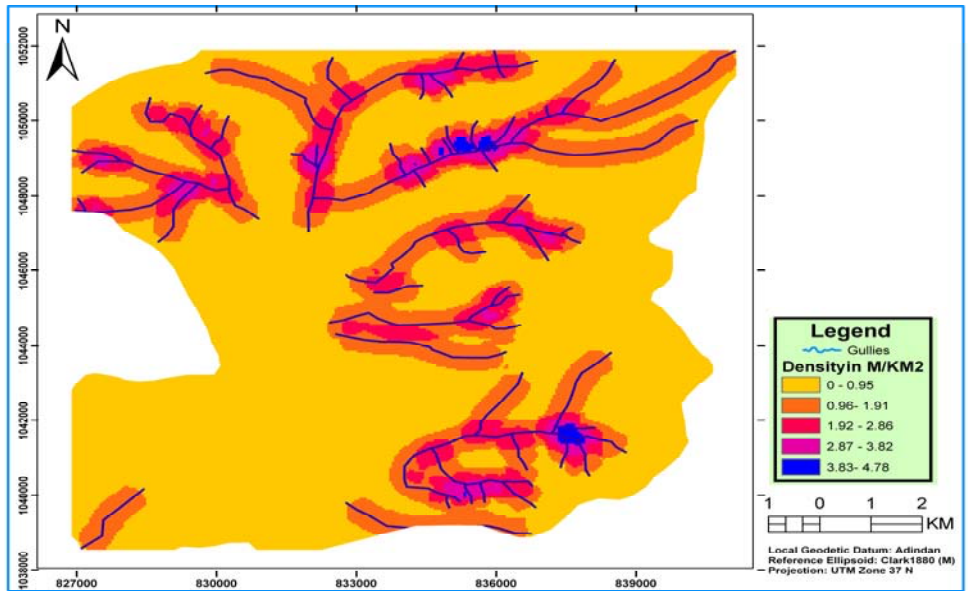 N
1052000
1050000
1048000
1046000
1044000
1042000
1040000
1038000
827000
830000
833000
836000
839000
Legend
Gullies
Densityin M/KM2
0 - 0.95
0.96- 1.91
1.92 - 2.86
2.87 - 3.82
3.83- 4.78
1 0 1 2
KM
Local Geodetic Datum: Adindan
Reference Ellipsoid: Clark1880 (M)
Projection: UTM Zone 37 N